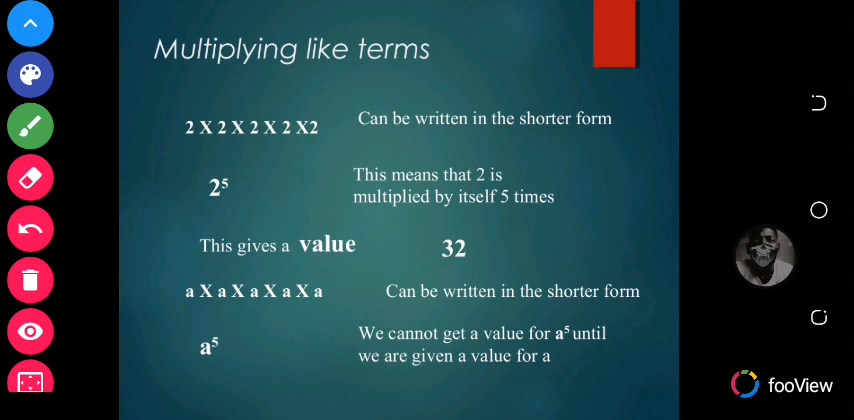 Multiplying like terms
2 X 2 X 2 X 2 X2 Can be written in the shorter form
2⁵ This means that 2 is
multiplied by itself 5 times
This gives a value 32
a X a X a X a X a Can be written in the shorter form
a⁵ We cannot get a value for a⁵ until
we are given a value for a
fooView